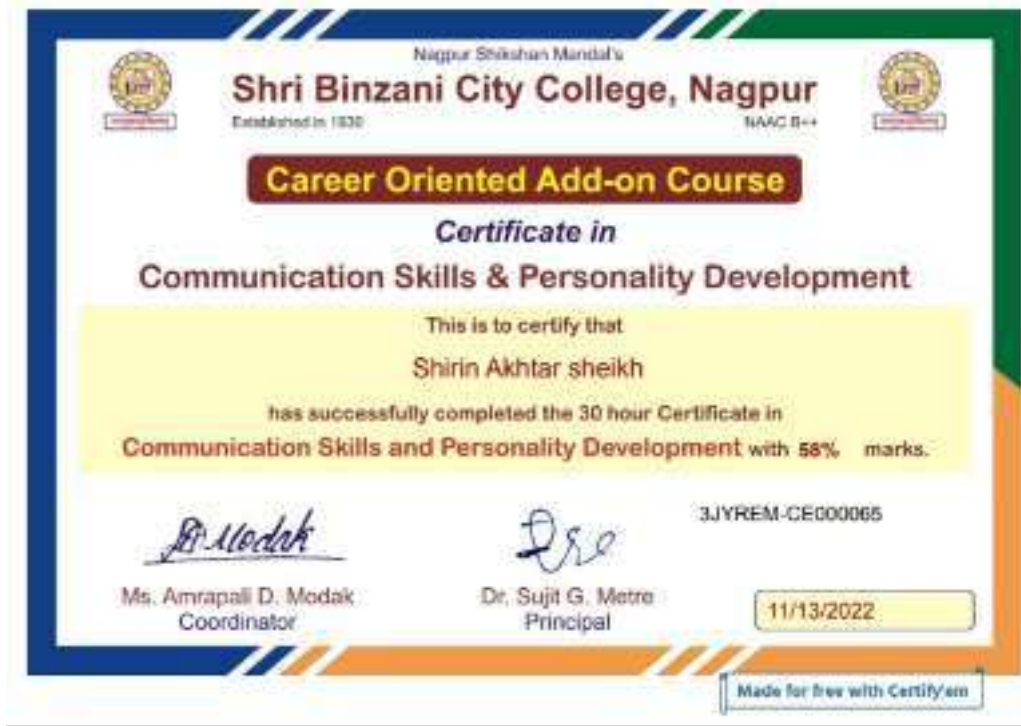 Nagpur Shikshan Mandal's
Shri Binzani City College, Nagpur
Established in 1930 NAAC B++
Career Oriented Add-on Course
Certificate in
Communication Skills & Personality Development
This is to certify that
Shirin Akhtar sheikh
has successfully completed the 30 hour Certificate in
Communication Skills and Personality Development with 58% marks.
3JYREM-CE000065
Modak
Ms. Amrapali D. Modak Dr. Sujit G. Metre
Coordinator Principal
11/13/2022
Made for free with Certify'em